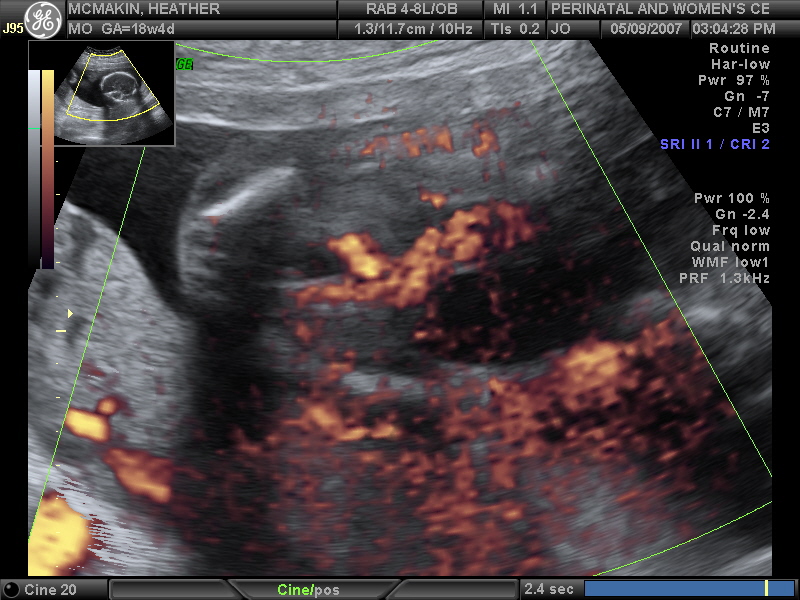 MCMAKIN, HEATHER RAB 4-8L/OB MI 1.1 PERINATAL AND WOMEN'S CE
J95 GE MO GA=18w4d 1.3/11.7cm / 10Hz TIs 0.2 JO 05/09/2007 03:04:28 PM
GB
Routine
Har-low
Pwr 97 %
Gn -7
C7 / M7
E3
SRI II 1 / CRI 2
Pwr 100 %
Gn -2.4
Frq low
Qual norm
WMF low1
PRF 1.3kHz
Cine 20 Cine/pos 2.4 sec